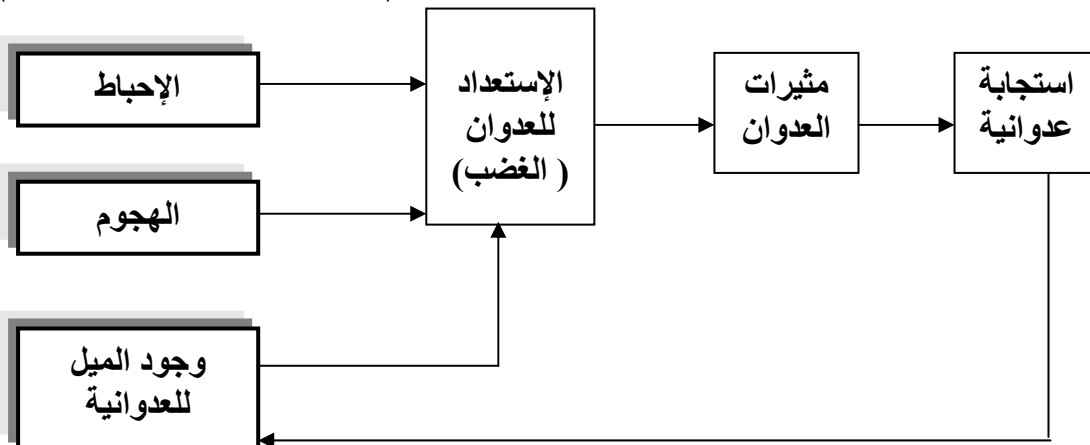 الإحباط
الإستعداد
للعدوان
( الغضب)
مثيرات
العدوان
استجابة
عدوانية
الهجوم
وجود الميل
للعدوانية